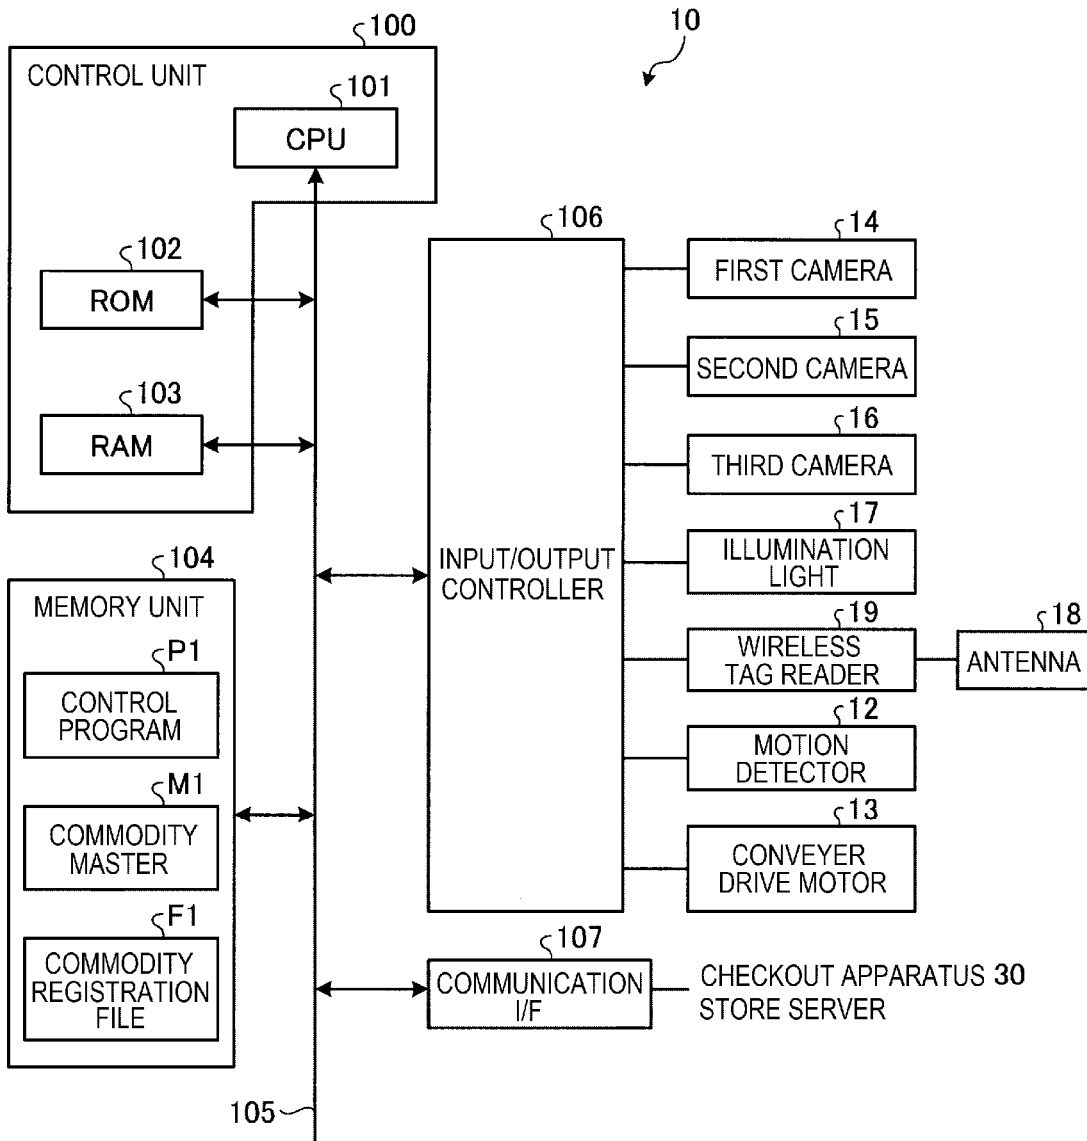 100
10
CONTROL UNIT
101
CPU
102
ROM
103
RAM
106
INPUT/OUTPUT
CONTROLLER
14
FIRST CAMERA
15
SECOND CAMERA
16
THIRD CAMERA
17
ILLUMINATION
LIGHT
19
WIRELESS
TAG READER
18
ANTENNA
12
MOTION
DETECTOR
13
CONVEYER
DRIVE MOTOR
104
MEMORY UNIT
P1
CONTROL
PROGRAM
M1
COMMODITY
MASTER
F1
COMMODITY
REGISTRATION
FILE
107
COMMUNICATION
I/F
CHECKOUT APPARATUS 30
STORE SERVER
105